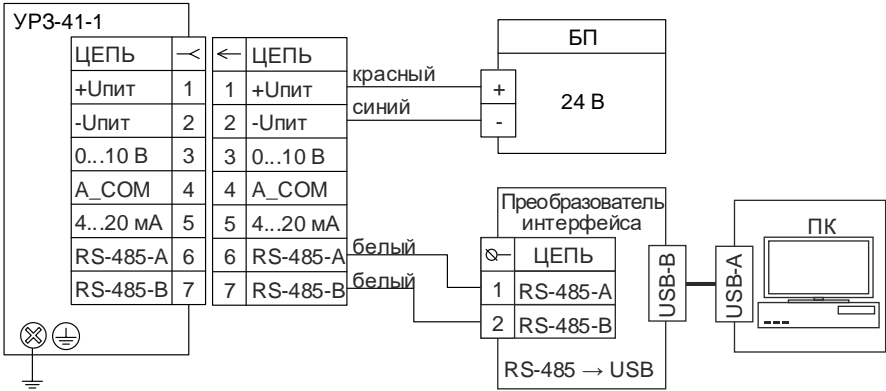 УРЗ-41-1
ЦЕПЬ
+Uпит 1
-Uпит 2
0...10 В 3
A_COM 4
4...20 мА 5
RS-485-A 6
RS-485-B 7
ЦЕПЬ
1 +Uпит
2 -Uпит
3 0...10 В
4 A_COM
5 4...20 мА
6 RS-485-A
7 RS-485-B
красный
синий
белый
белый
БП
+
-
24 В
Преобразователь
интерфейса
ЦЕПЬ
1 RS-485-A
2 RS-485-B
RS-485 → USB
USB-B
USB-A
ПК